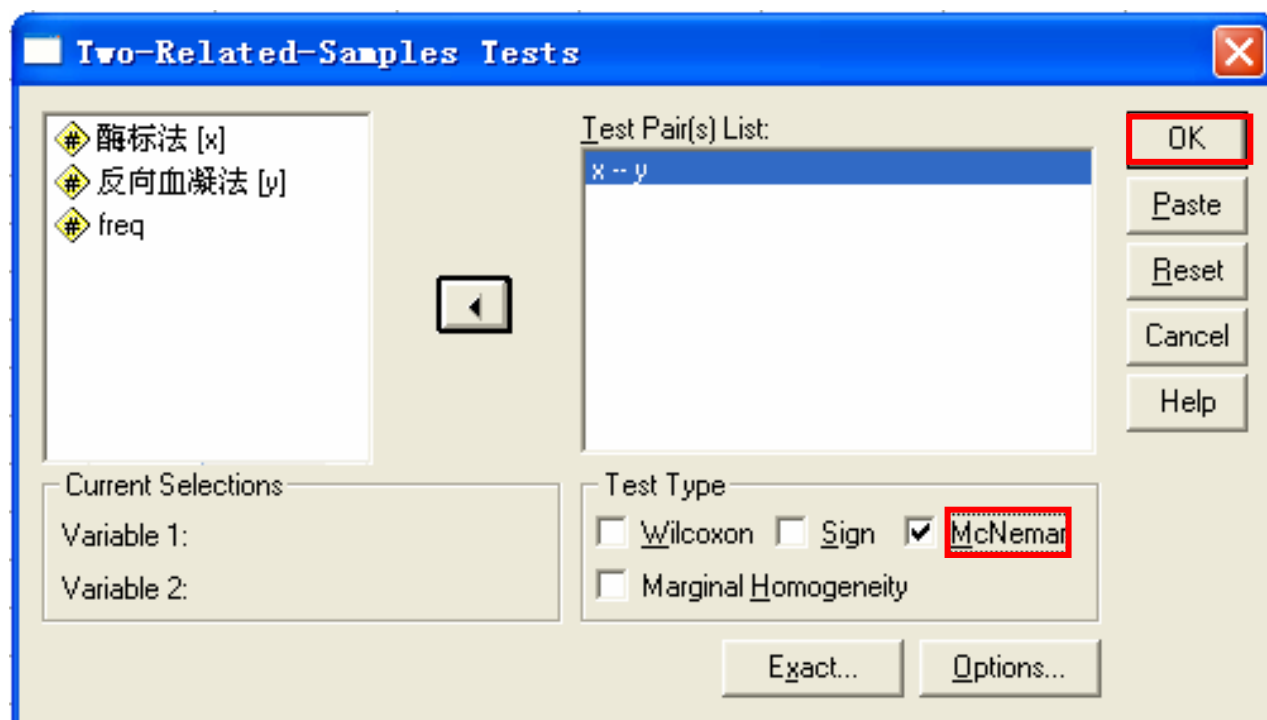 Two-Related-Samples Tests
酶标法 [x]
反向血凝法 [y]
freq
Test Pair(s) List:
x -- y
OK
Paste
Reset
Cancel
Help
Current Selections
Variable 1:
Variable 2:
Test Type
Wilcoxon
Sign
McNemar
Marginal Homogeneity
Exact...
Options...